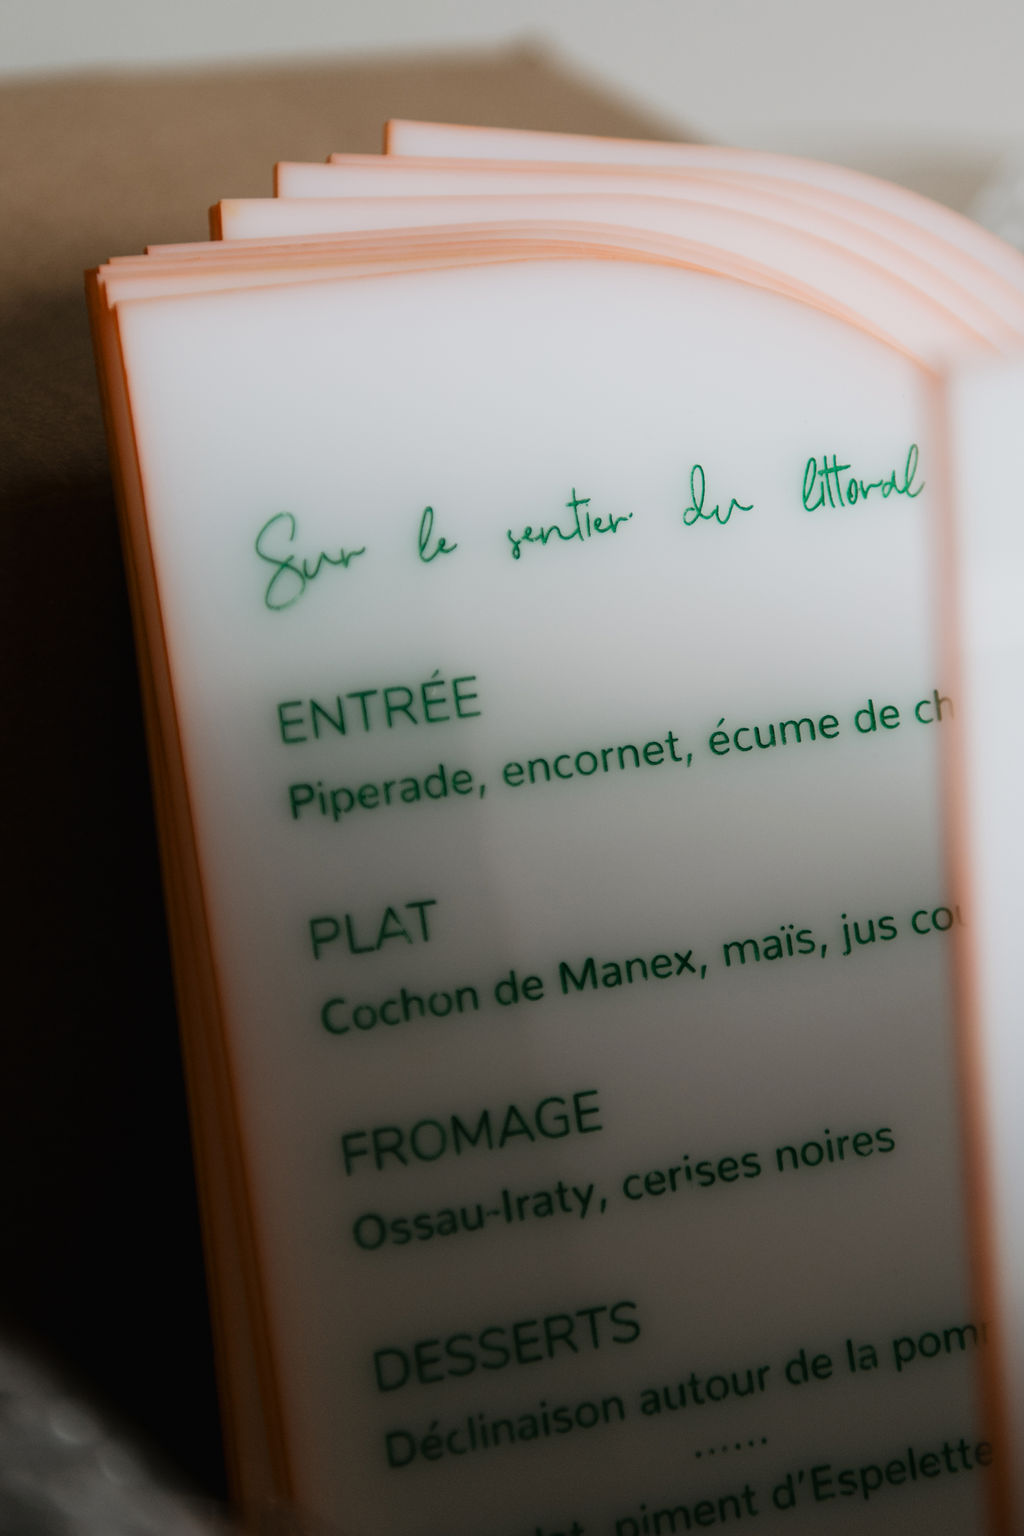 Sur le sentier du littoral
ENTRÉE
Piperade, encornet, écume de
PLAT
Cochon de Manex, maïs, jus
FROMAGE
Ossau-Iraty, cerises noires
DESSERTS
Déclinaison autour de la
......
piment d'Espelette